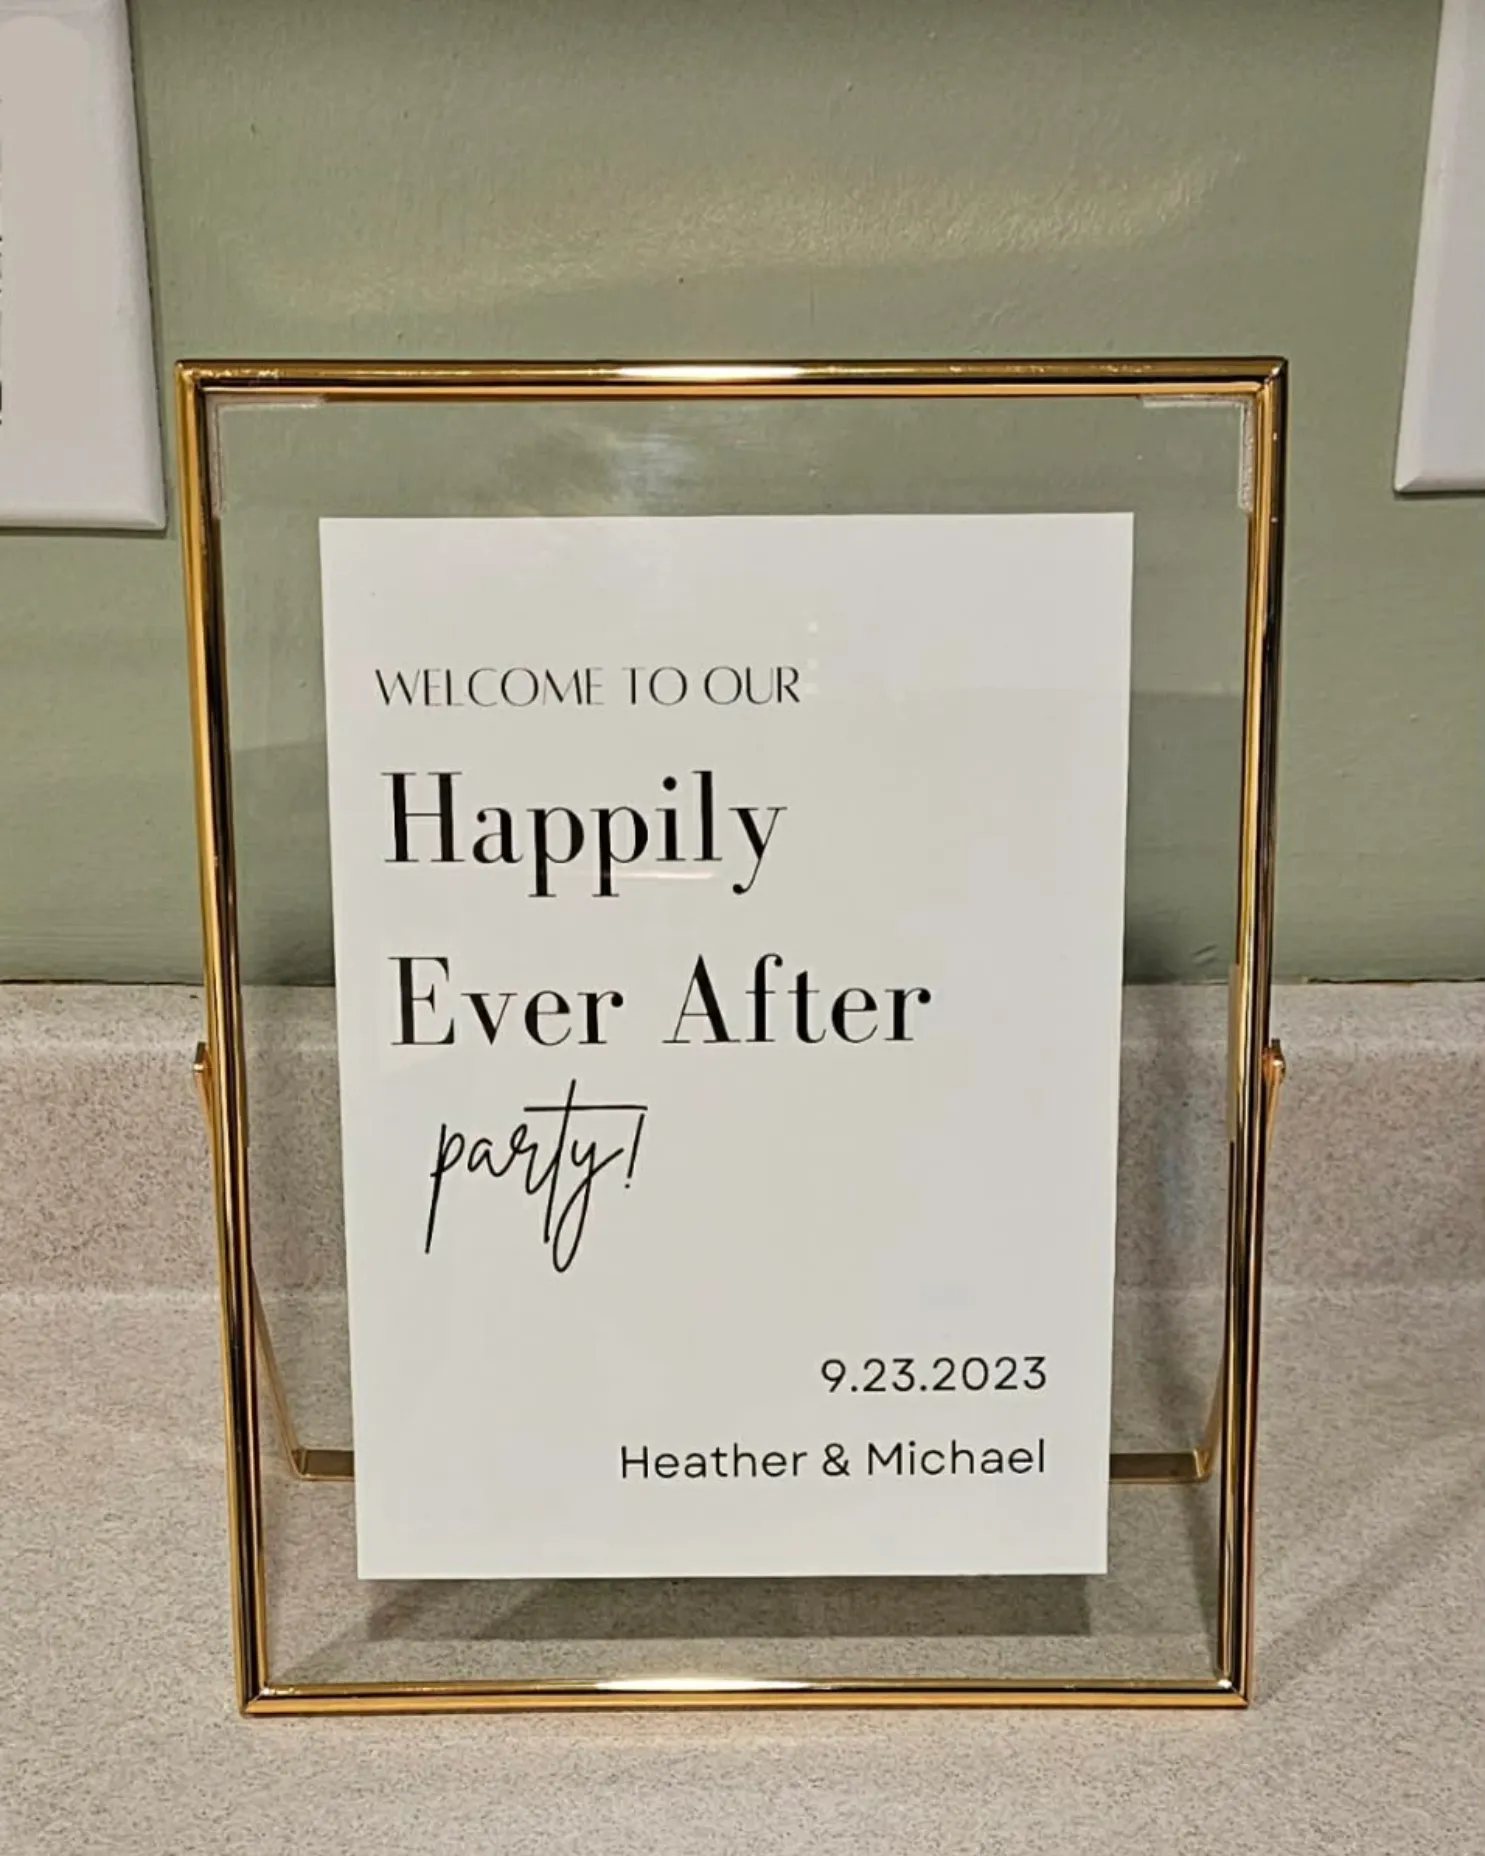 WELCOME TO OUR
Happily
Ever After
party!
9.23.2023
Heather & Michael